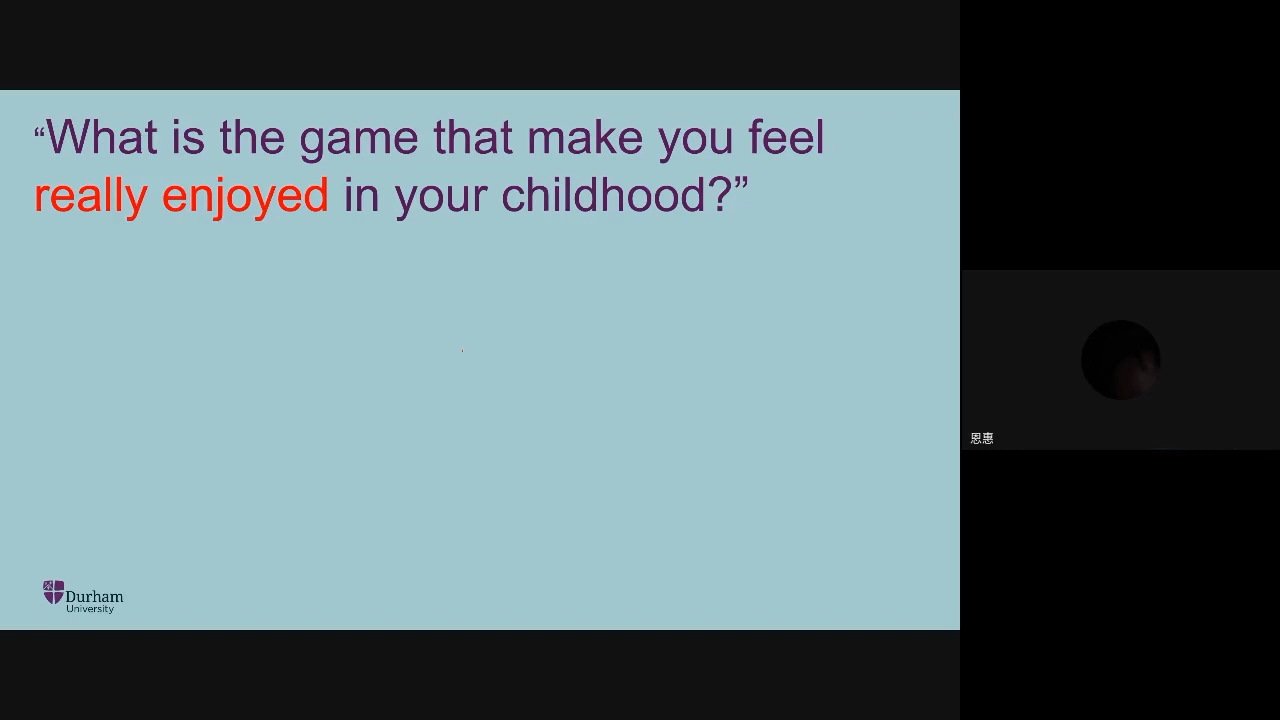 “What is the game that make you feel
really enjoyed in your childhood?”
恩惠
Durham
University